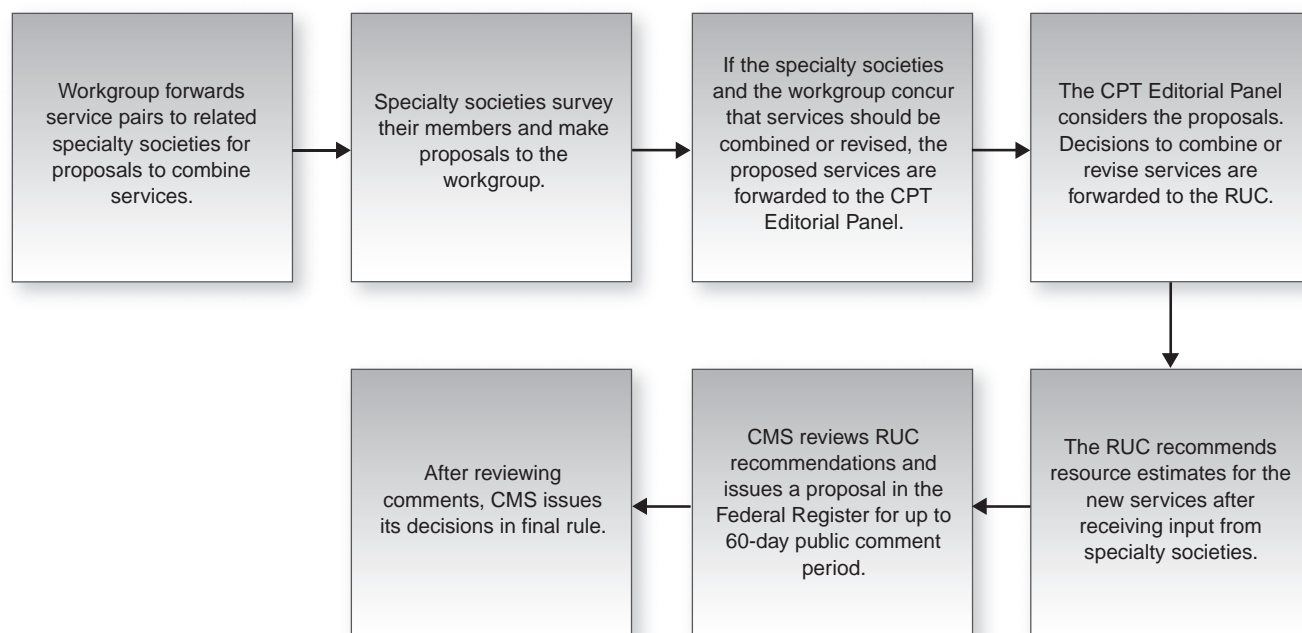 Workgroup forwards
service pairs to related
specialty societies for
proposals to combine
services.
Specialty societies survey
their members and make
proposals to the
workgroup.
If the specialty societies
and the workgroup concur
that services should be
combined or revised, the
proposed services are
forwarded to the CPT
Editorial Panel.
The CPT Editorial Panel
considers the proposals.
Decisions to combine or
revise services are
forwarded to the RUC.
The RUC recommends
resource estimates for the
new services after
receiving input from
specialty societies.
CMS reviews RUC
recommendations and
issues a proposal in the
Federal Register for up to
60-day public comment
period.
After reviewing
comments, CMS issues
its decisions in final rule.